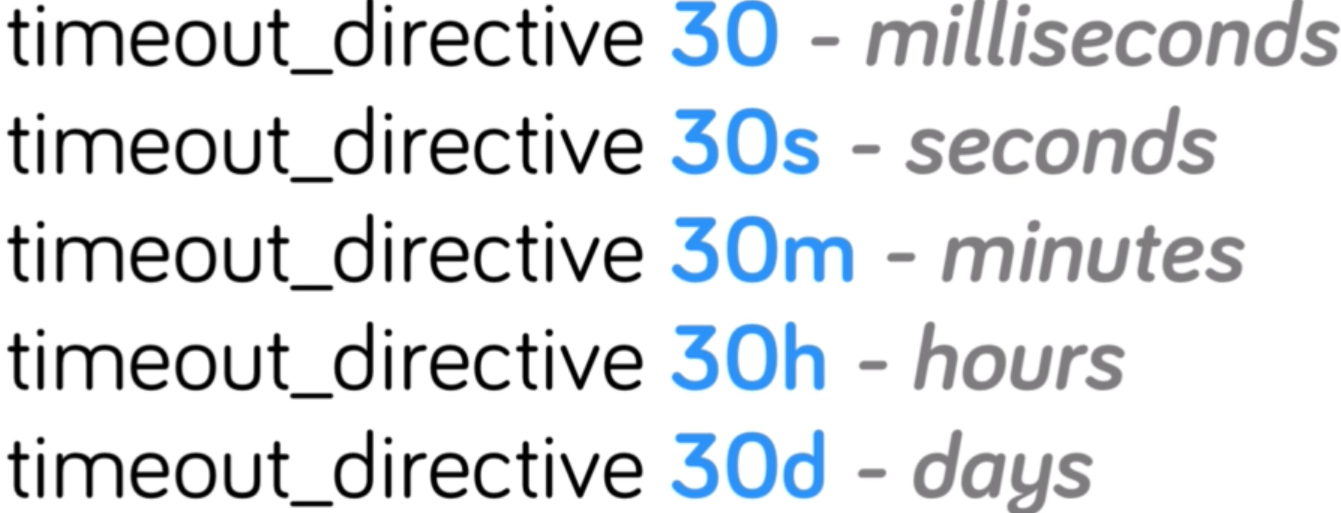 timeout_directive 30 - milliseconds
timeout_directive 30s - seconds
timeout_directive 30m - minutes
timeout_directive 30h - hours
timeout_directive 30d - days